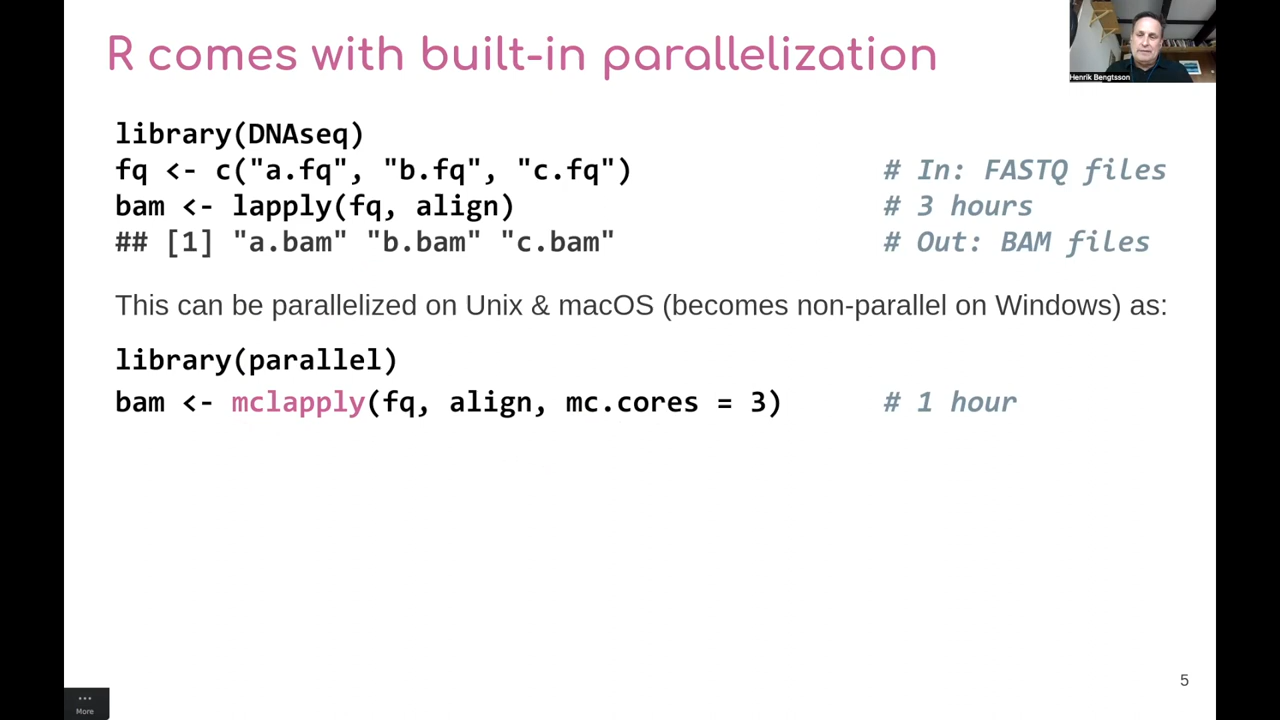 R comes with built-in parallelization
Henrik Bengtsson
library(DNAseq)
fq <- c("a.fq", "b.fq", "c.fq") # In: FASTQ files
bam <- lapply(fq, align) # 3 hours
## [1] "a.bam" "b.bam" "c.bam" # Out: BAM files
This can be parallelized on Unix & macOS (becomes non-parallel on Windows) as:
library(parallel)
bam <- mclapply(fq, align, mc.cores = 3) # 1 hour
5
More